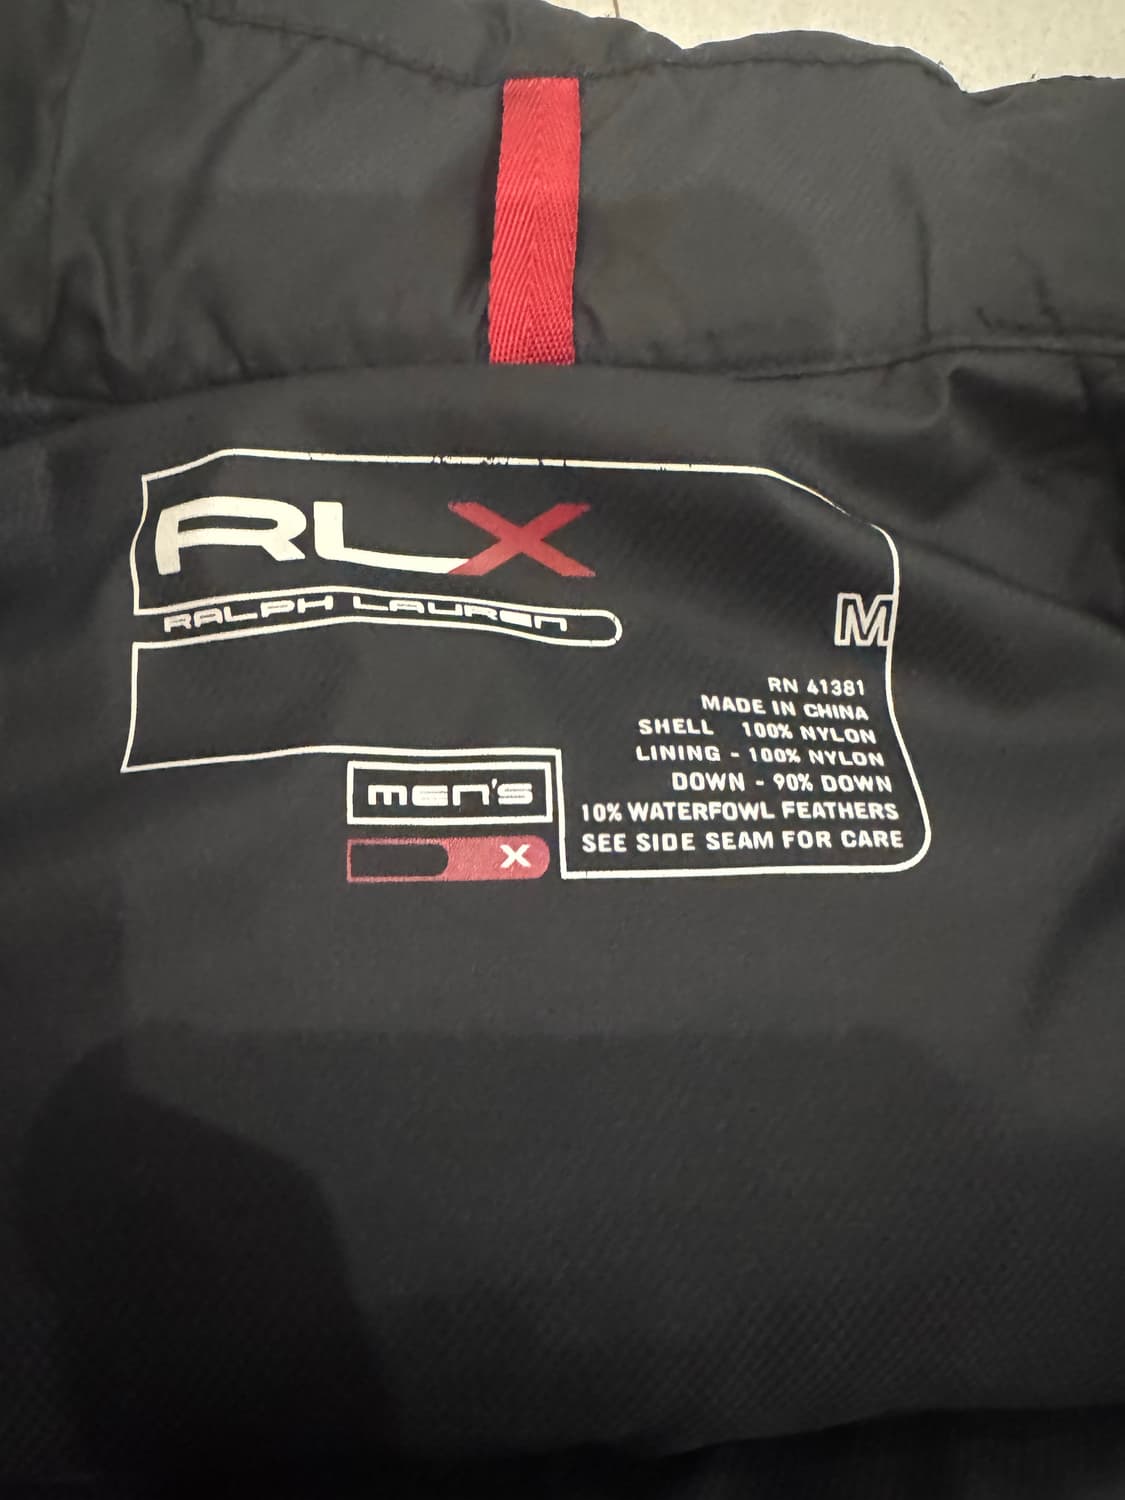 RLX
RALPH LAUREN
M
RN 41381
MADE IN CHINA
SHELL 100% NYLON
LINING - 100% NYLON
DOWN - 90% DOWN
10% WATERFOWL FEATHERS
SEE SIDE SEAM FOR CARE
men's
X